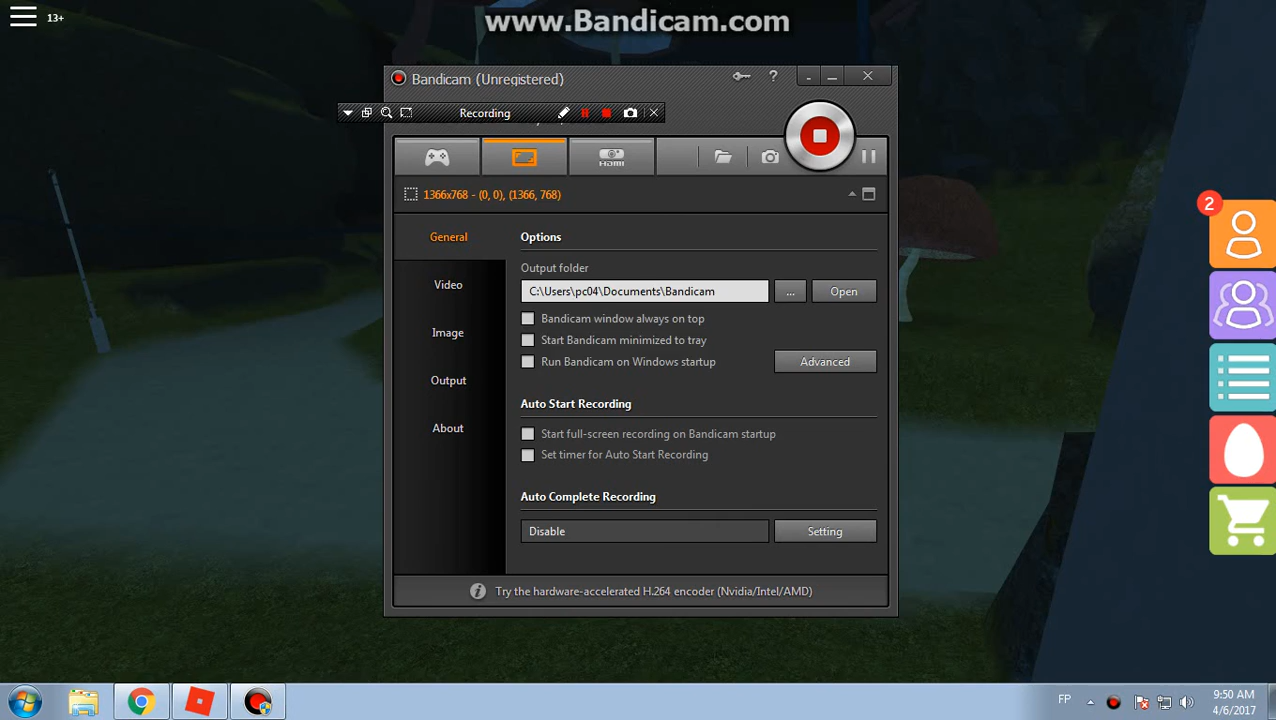 13+
www.Bandicam.com
Bandicam (Unregistered)
?
Recording
HDMI
1366x768 - (0, 0), (1366, 768)
2
General
Video
Image
Output
About
Options
Output folder
C:\Users\pc04\Documents\Bandicam
...
Open
Bandicam window always on top
Start Bandicam minimized to tray
Run Bandicam on Windows startup
Advanced
Auto Start Recording
Start full-screen recording on Bandicam startup
Set timer for Auto Start Recording
Auto Complete Recording
Disable
Setting
Try the hardware-accelerated H.264 encoder (Nvidia/Intel/AMD)
FP
9:50 AM
4/6/2017